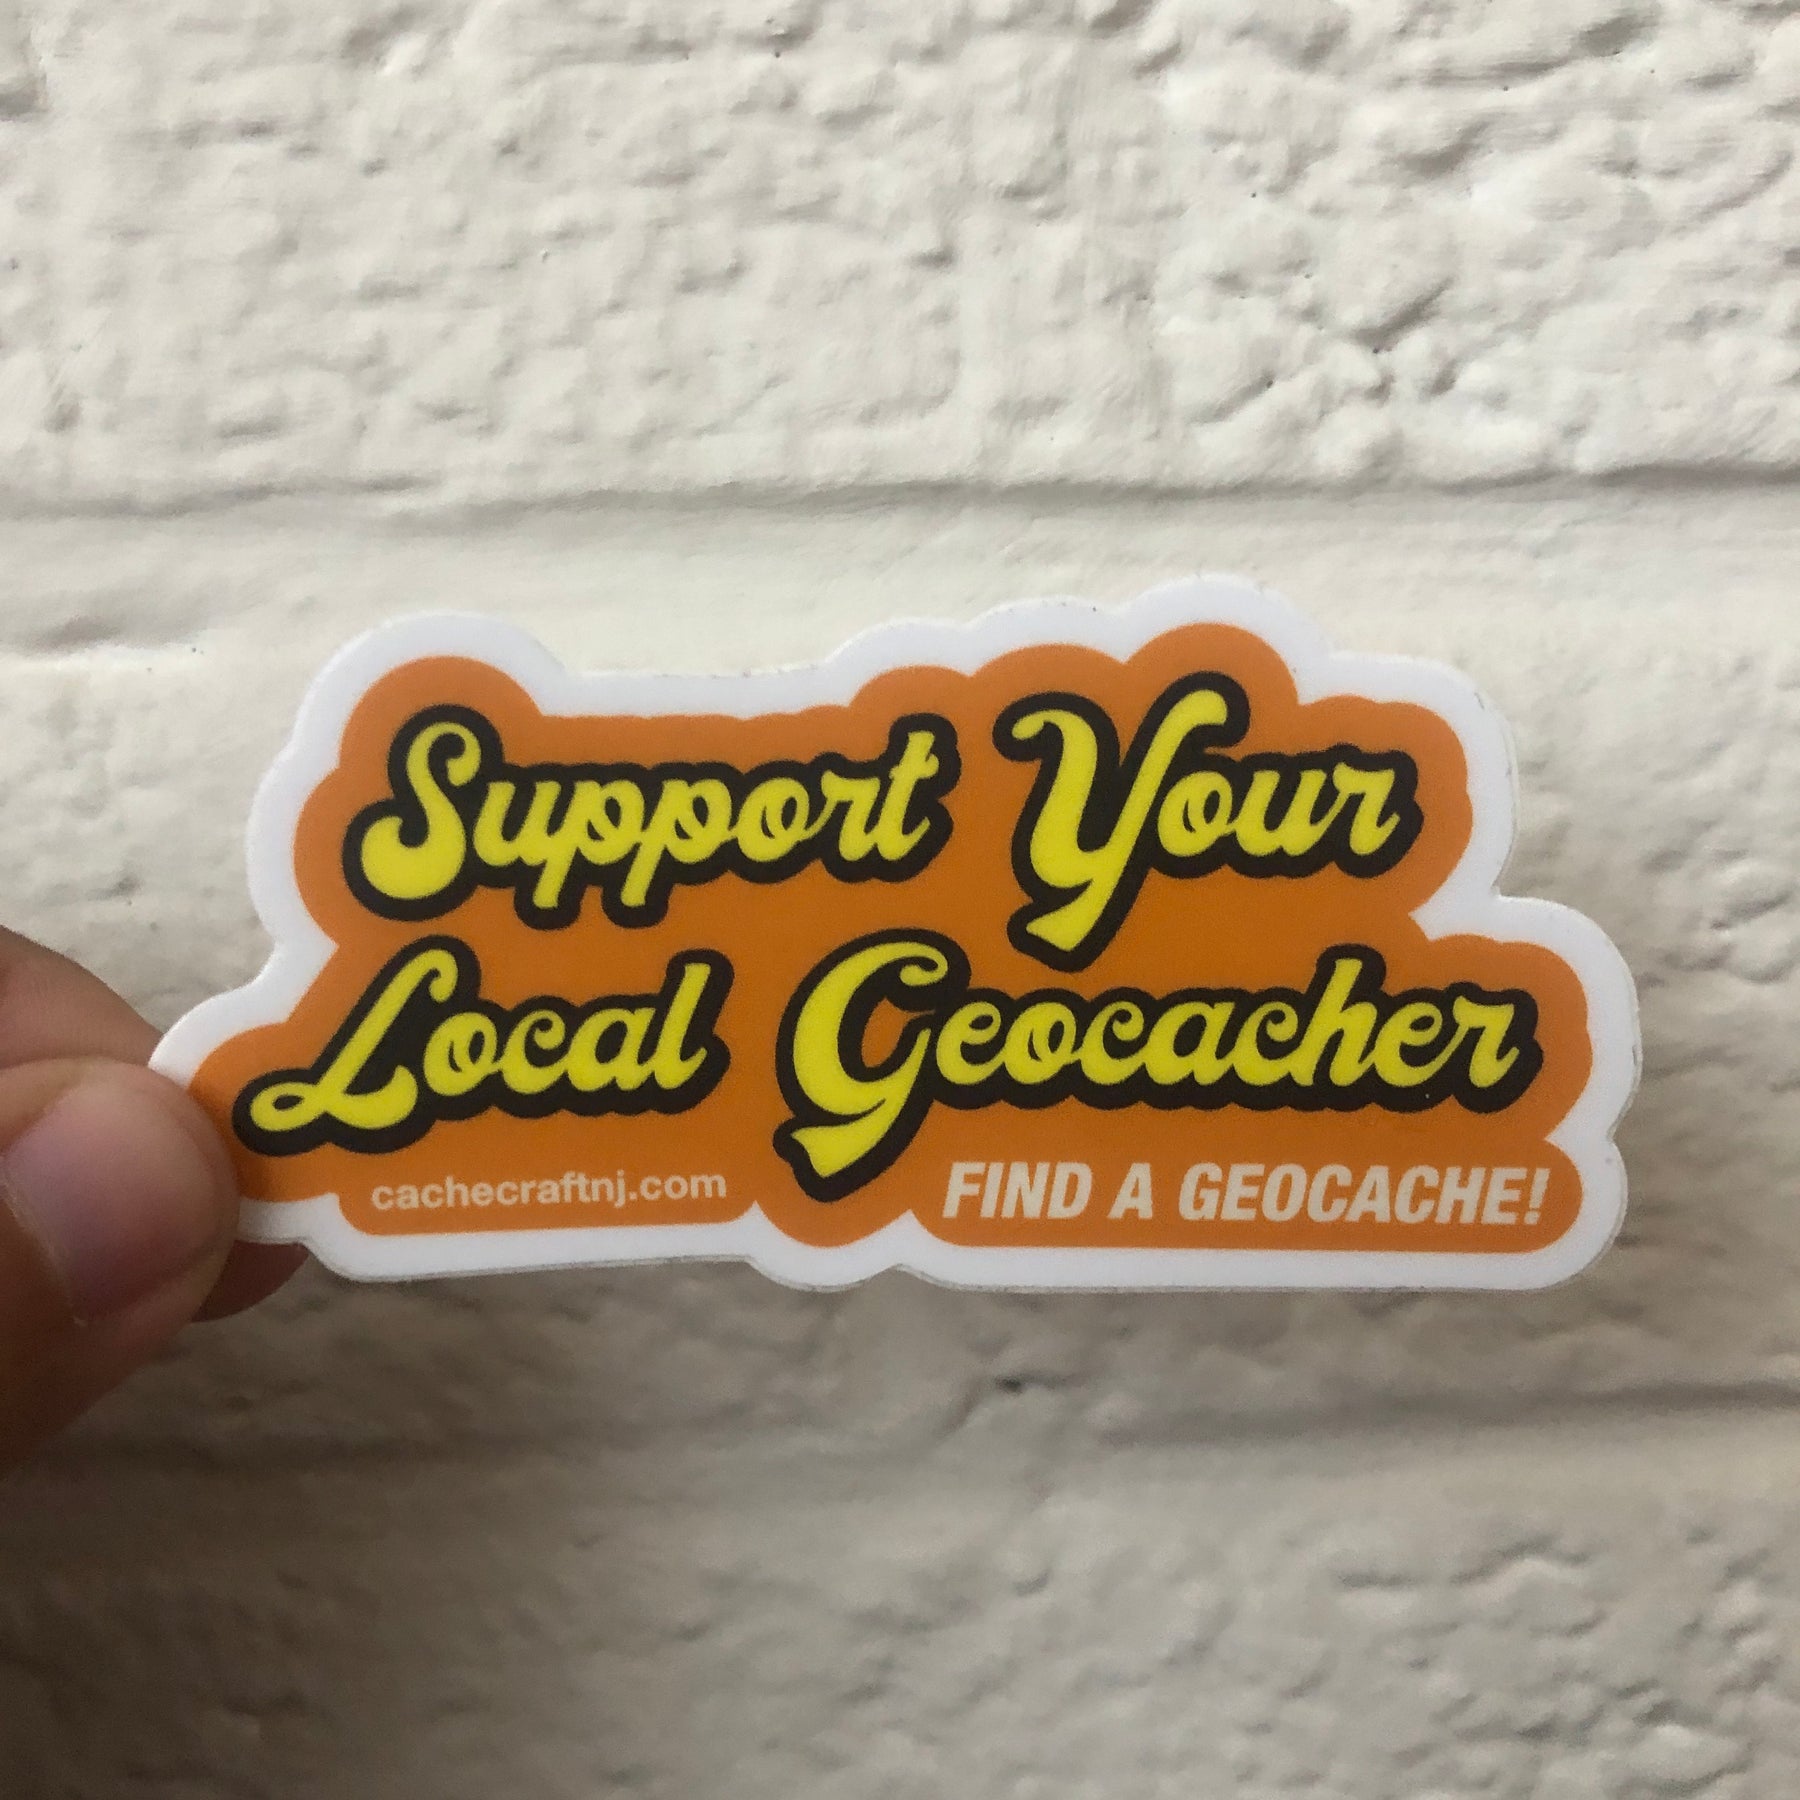 Support Your
Local Geocacher
cachecraftnj.com
FIND A GEOCACHE!